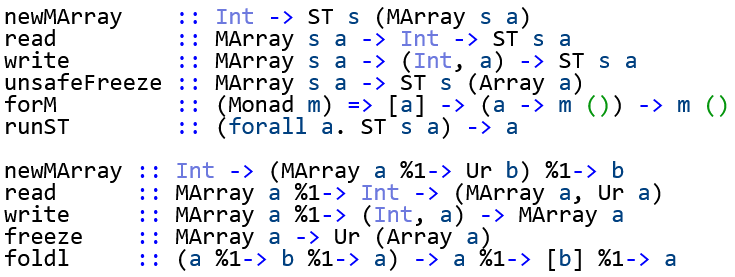 newMArray :: Int -> ST s (MArray s a)
read :: MArray s a -> Int -> ST s a
write :: MArray s a -> (Int, a) -> ST s a
unsafeFreeze :: MArray s a -> ST s (Array a)
forM :: (Monad m) => [a] -> (a -> m ()) -> m ()
runST :: (forall a. ST s a) -> a
newMArray :: Int -> (MArray a %1-> Ur b) %1-> b
read :: MArray a %1-> Int -> (MArray a, Ur a)
write :: MArray a %1-> (Int, a) -> MArray a
freeze :: MArray a -> Ur (Array a)
foldl :: (a %1-> b %1-> a) -> a %1-> [b] %1-> a